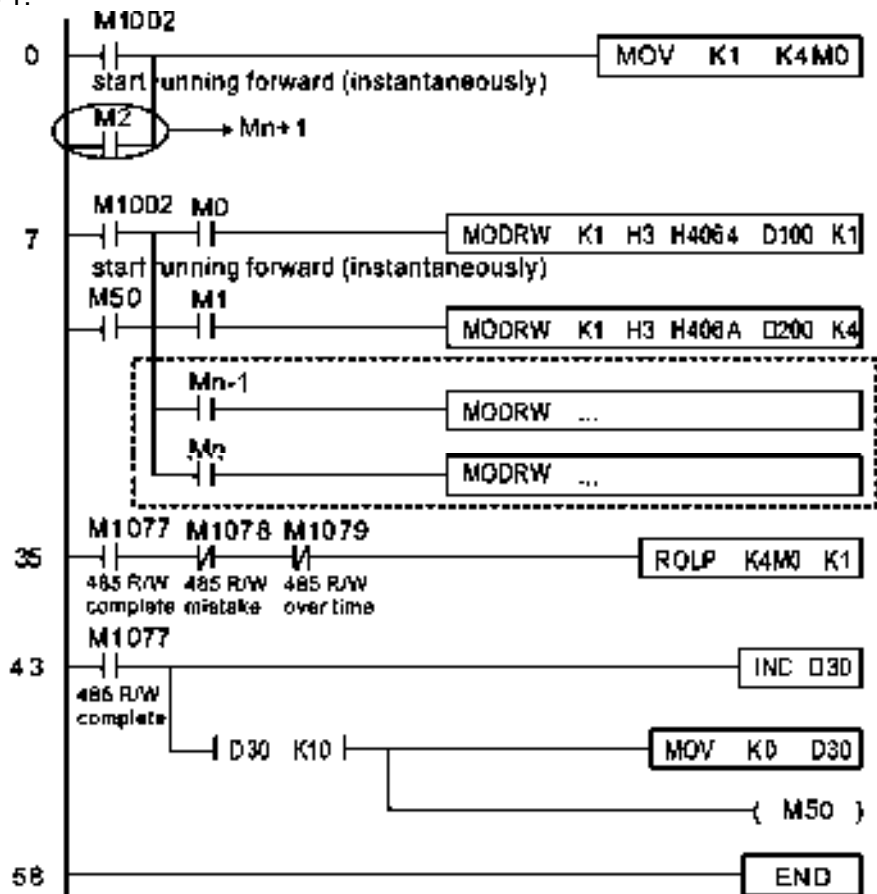 1.
M1002
0 MOV K1 K4M0
start running forward (instantaneously)
M2
Mn+1
M1002 M0
7 MODRW K1 H3 H4064 D100 K1
start running forward (instantaneously)
M50 M1
MODRW K1 H3 H406A D200 K4
Mn-1
MODRW ...
Mn
MODRW ...
M1077 M1078 M1079
35 ROLP K4M0 K1
485 R/W 485 R/W 485 R/W
complete mistake over time
M1077
43 INC D30
485 R/W
complete
D30 K10 MOV K0 D30
( M50 )
58 END